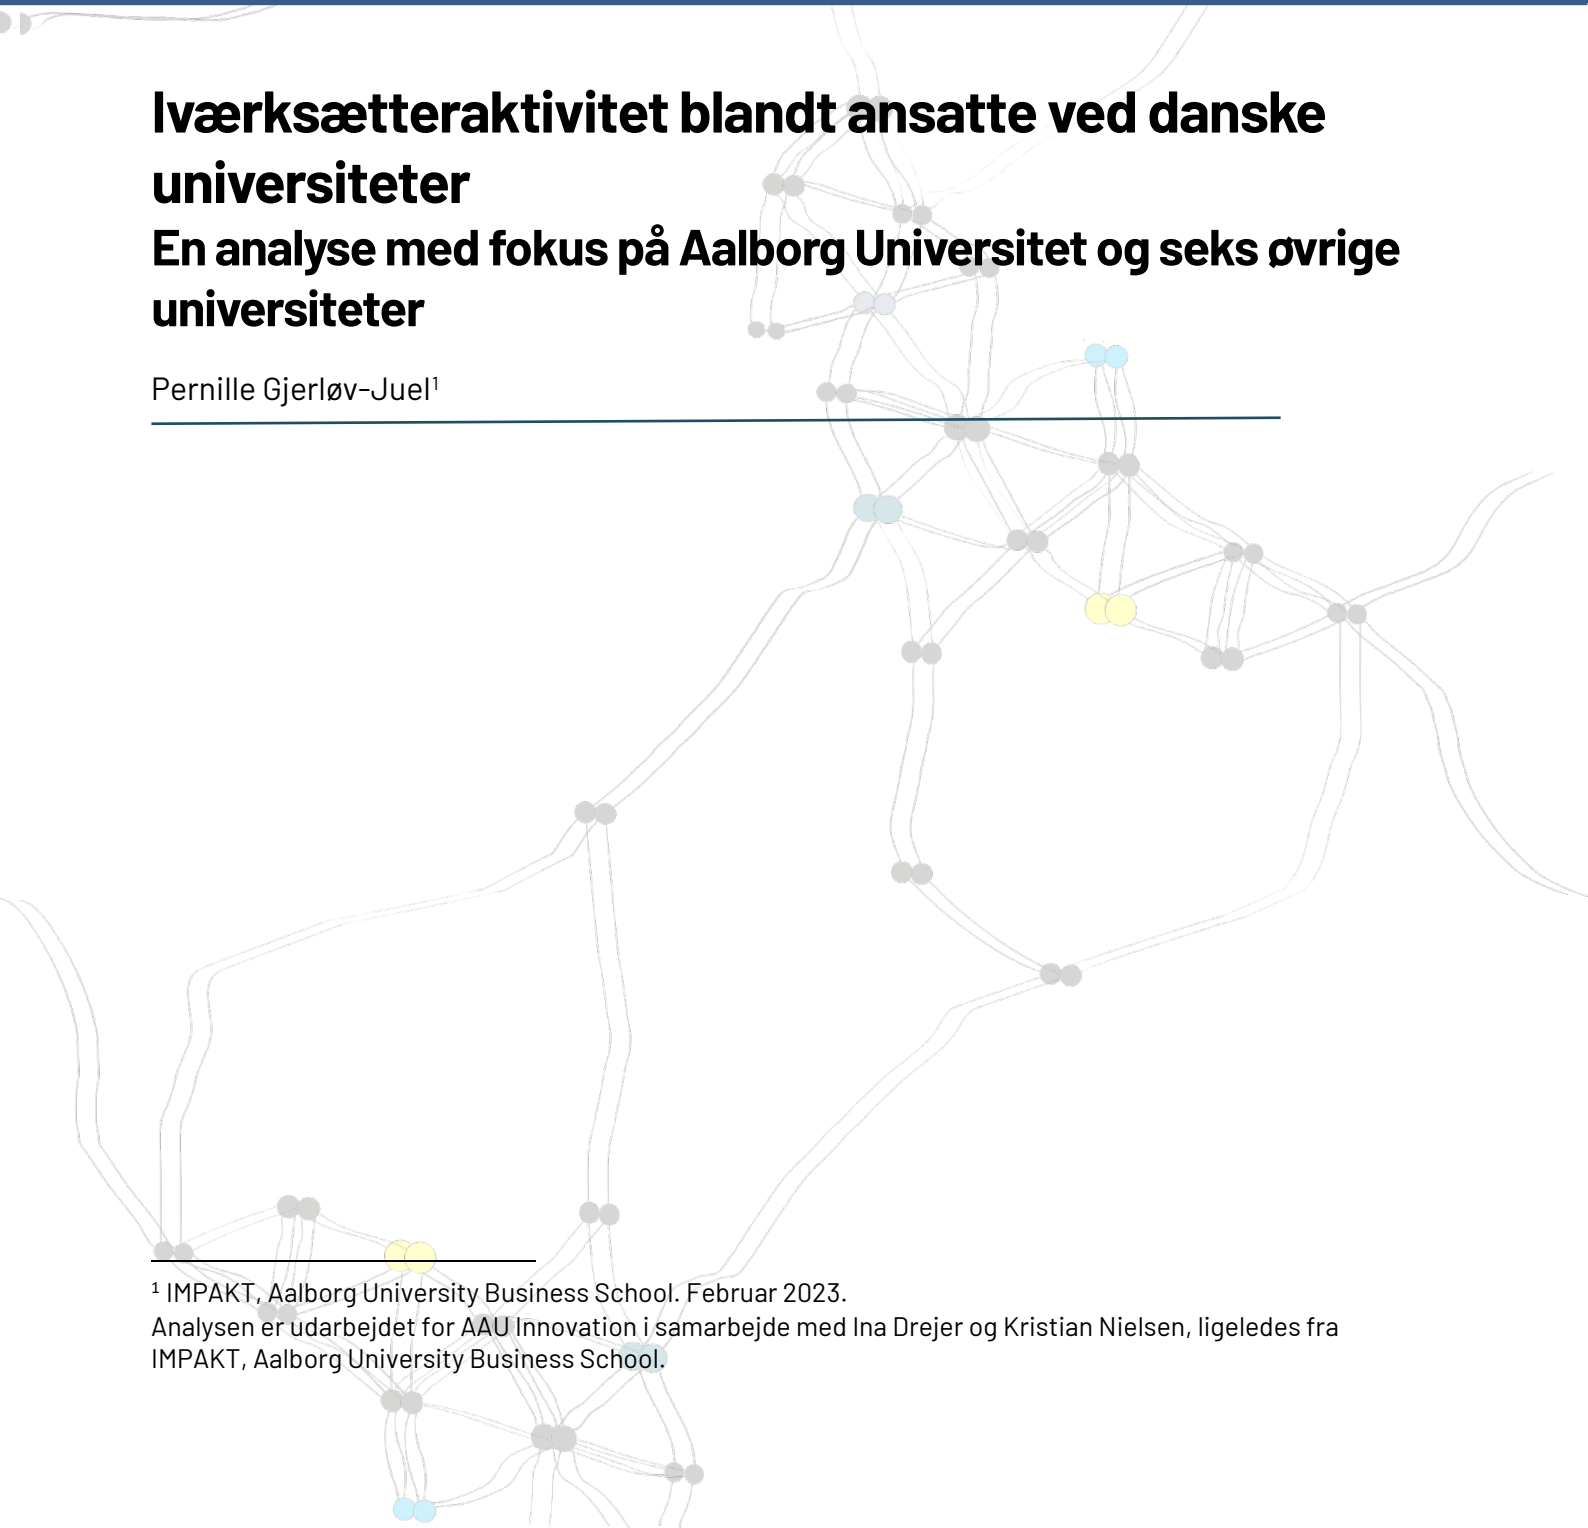 Iværksætteraktivitet blandt ansatte ved danske
universiteter
En analyse med fokus på Aalborg Universitet og seks øvrige
universiteter
Pernille Gjerløv-Juel¹
¹ IMPAKT, Aalborg University Business School. Februar 2023.
Analysen er udarbejdet for AAU Innovation i samarbejde med Ina Drejer og Kristian Nielsen, ligeledes fra
IMPAKT, Aalborg University Business School.